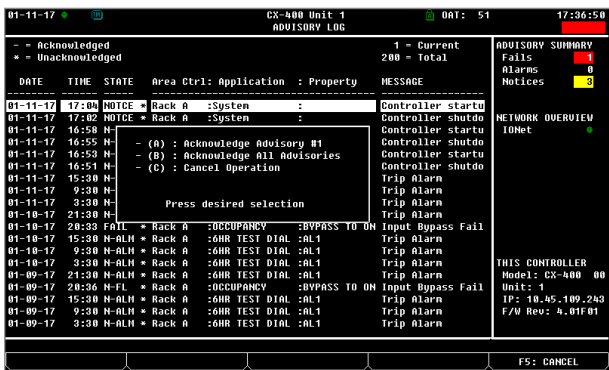 01-11-17 CX-400 Unit 1 OAT: 51 17:36:50
ADVISORY LOG
- = Acknowledged 1 = Current ADVISORY SUMMARY
* = Unacknowledged 200 = Total Fails 1
Alarms 0
DATE TIME STATE Area Ctrl: Application : Property MESSAGE Notices 3
01-11-17 17:04 NOTCE * Rack A :System : Controller startu
01-11-17 17:02 NOTCE * Rack A :System : Controller shutdo NETWORK OVERVIEW
01-11-17 16:58 N- Controller startu IONet
01-11-17 16:55 N- - (A) : Acknowledge Advisory #1 Controller shutdo
01-11-17 16:53 N- - (B) : Acknowledge All Advisories Controller startu
01-11-17 16:51 N- - (C) : Cancel Operation Controller shutdo
01-11-17 15:30 N- Trip Alarm
01-11-17 9:30 N- Trip Alarm
01-11-17 3:30 N- Press desired selection Trip Alarm
01-10-17 21:30 N- Trip Alarm
01-10-17 20:33 FAIL * Rack A :OCCUPANCY :BYPASS TO ON Input Bypass Fail
01-10-17 15:30 N-ALM * Rack A :6HR TEST DIAL :AL1 Trip Alarm
01-10-17 9:30 N-ALM * Rack A :6HR TEST DIAL :AL1 Trip Alarm
01-10-17 3:30 N-ALM * Rack A :6HR TEST DIAL :AL1 Trip Alarm THIS CONTROLLER
01-09-17 21:30 N-ALM * Rack A :6HR TEST DIAL :AL1 Trip Alarm Model: CX-400 00
01-09-17 20:36 N-FL * Rack A :OCCUPANCY :BYPASS TO ON Input Bypass Fail Unit: 1
01-09-17 15:30 N-ALM * Rack A :6HR TEST DIAL :AL1 Trip Alarm IP: 10.45.109.243
01-09-17 9:30 N-ALM * Rack A :6HR TEST DIAL :AL1 Trip Alarm F/W Rev: 4.01F01
01-09-17 3:30 N-ALM * Rack A :6HR TEST DIAL :AL1 Trip Alarm
F5: CANCEL